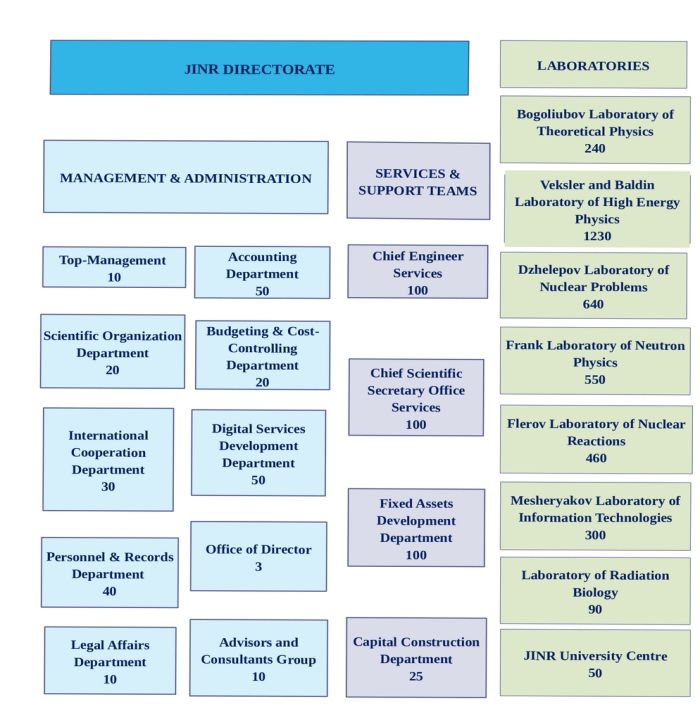 JINR DIRECTORATE
MANAGEMENT & ADMINISTRATION
Top-Management
10
Accounting
Department
50
Scientific Organization
Department
20
Budgeting & Cost-
Controlling
Department
20
International
Cooperation
Department
30
Digital Services
Development
Department
50
Personnel & Records
Department
40
Office of Director
3
Legal Affairs
Department
10
Advisors and
Consultants Group
10
SERVICES &
SUPPORT TEAMS
Chief Engineer
Services
100
Chief Scientific
Secretary Office
Services
100
Fixed Assets
Development
Department
100
Capital Construction
Department
25
LABORATORIES
Bogoliubov Laboratory of
Theoretical Physics
240
Veksler and Baldin
Laboratory of High Energy
Physics
1230
Dzhelepov Laboratory of
Nuclear Problems
640
Frank Laboratory of Neutron
Physics
550
Flerov Laboratory of Nuclear
Reactions
460
Mesheryakov Laboratory of
Information Technologies
300
Laboratory of Radiation
Biology
90
JINR University Centre
50